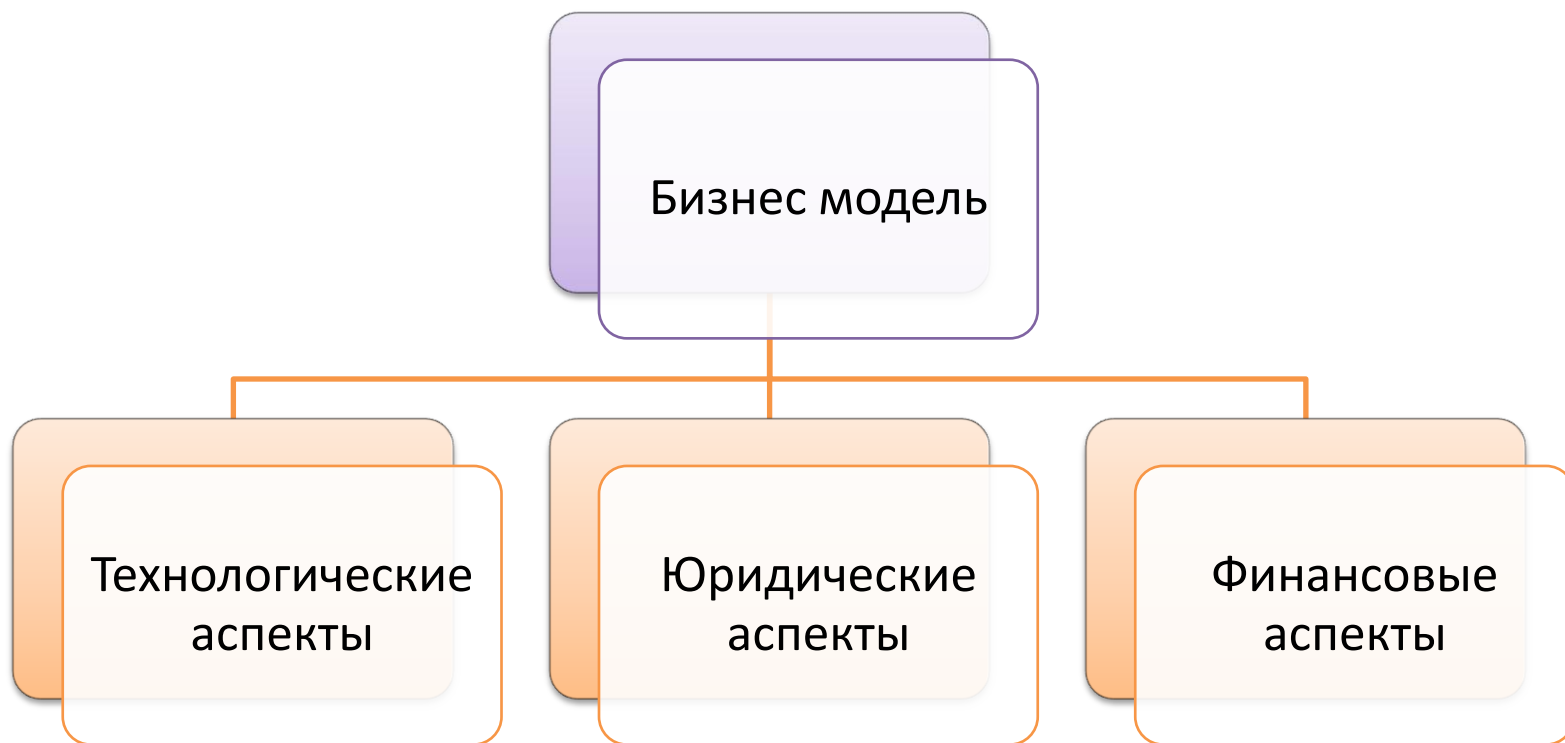 Бизнес модель
Технологические
аспекты
Юридические
аспекты
Финансовые
аспекты